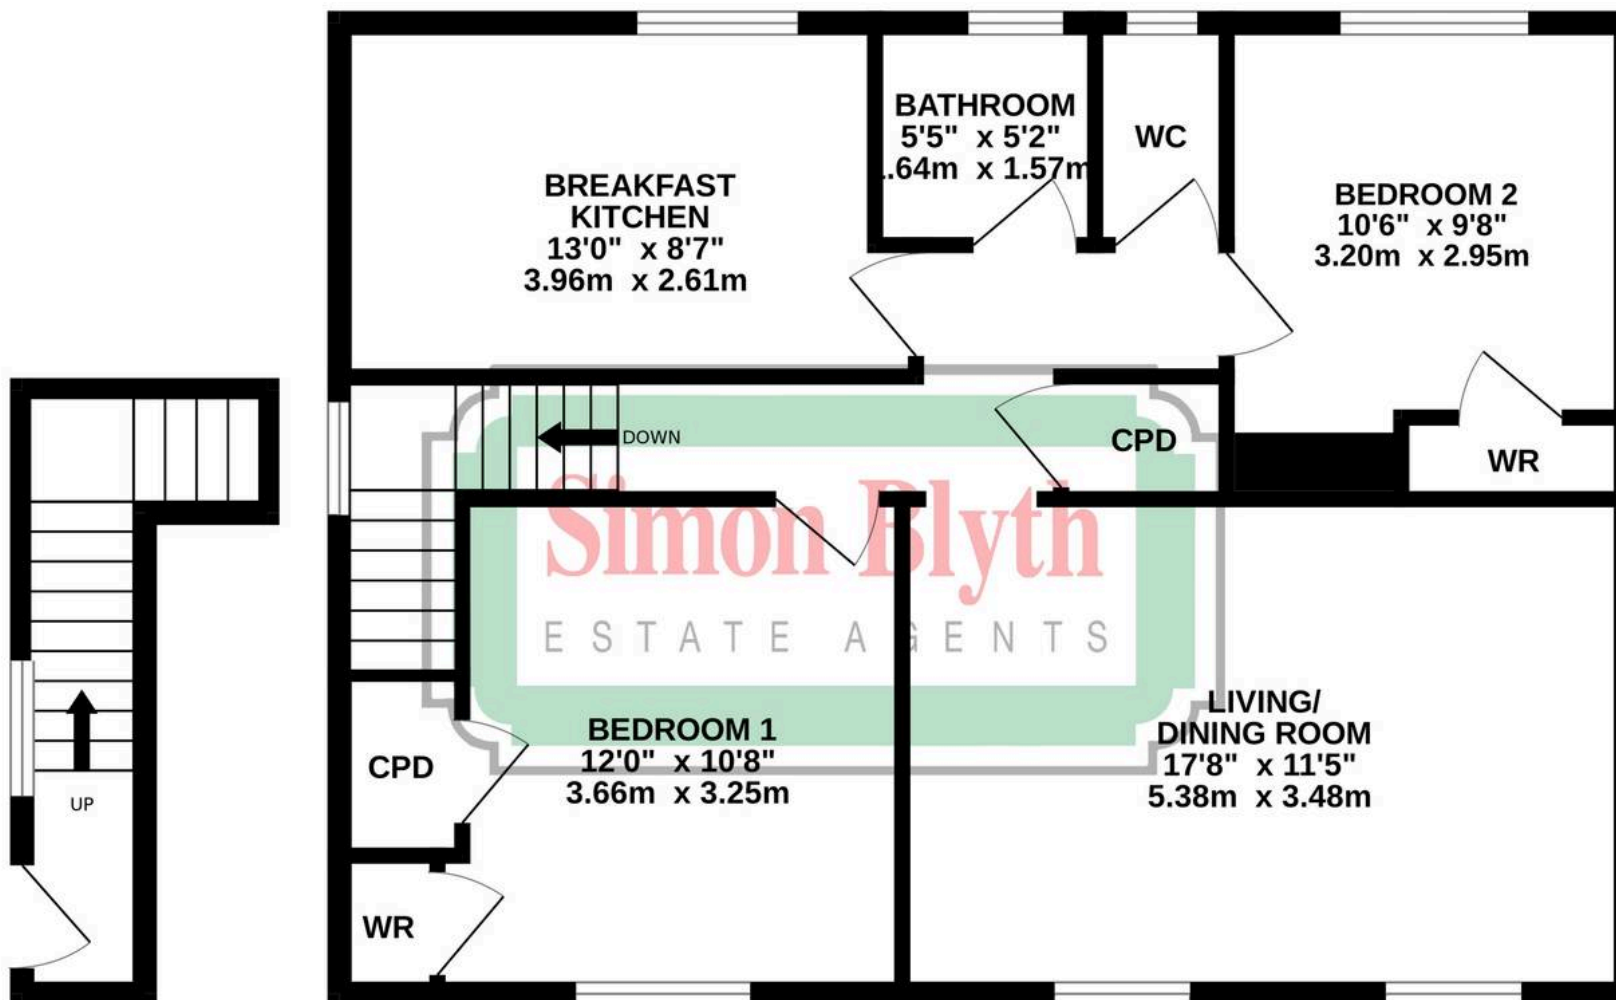 BREAKFAST
KITCHEN
13'0" x 8'7"
3.96m x 2.61m
BATHROOM
5'5" x 5'2"
.64m x 1.57m
WC
BEDROOM 2
10'6" x 9'8"
3.20m x 2.95m
DOWN
CPD
WR
Simon Blyth
ESTATE AGENTS
UP
CPD
BEDROOM 1
12'0" x 10'8"
3.66m x 3.25m
LIVING/
DINING ROOM
17'8" x 11'5"
5.38m x 3.48m
WR